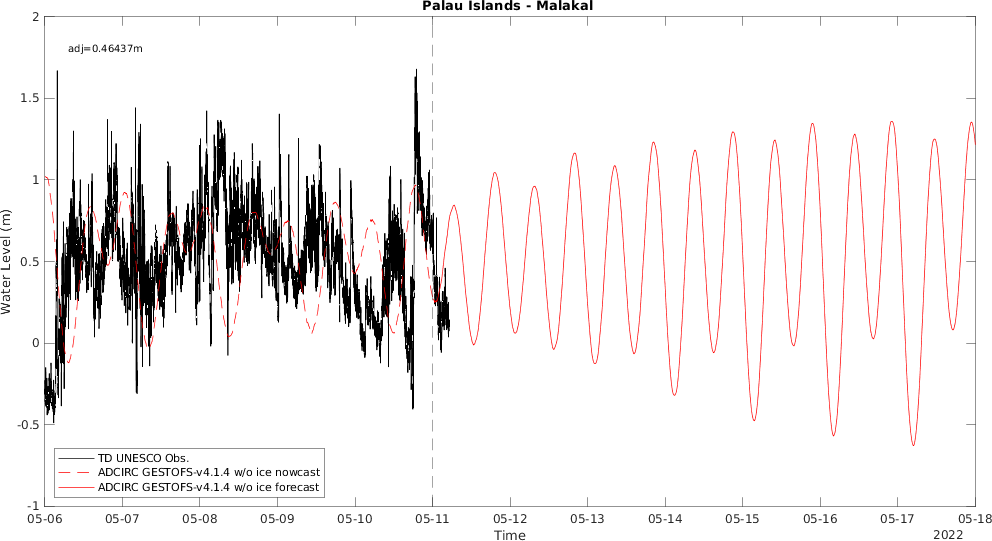 Palau Islands - Malakal
2
1.5
1
0.5
0
-0.5
-1
Water Level (m)
adj=0.46437m
TD UNESCO Obs.
ADCIRC GESTOFS-v4.1.4 w/o ice nowcast
ADCIRC GESTOFS-v4.1.4 w/o ice forecast
05-06 05-07 05-08 05-09 05-10 05-11 05-12 05-13 05-14 05-15 05-16 05-17 05-18
Time
2022